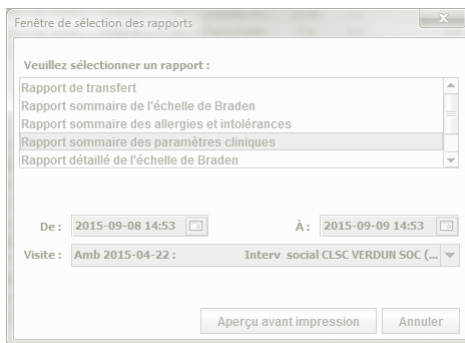 Fenêtre de sélection des rapports
Veuillez sélectionner un rapport :
Rapport de transfert
Rapport sommaire de l'échelle de Braden
Rapport sommaire des allergies et intolérances
Rapport sommaire des paramètres cliniques
Rapport détaillé de l'échelle de Braden
De : 2015-09-08 14:53 À : 2015-09-09 14:53
Visite : Amb 2015-04-22 : Interv social CLSC VERDUN SOC (...
Aperçu avant impression Annuler